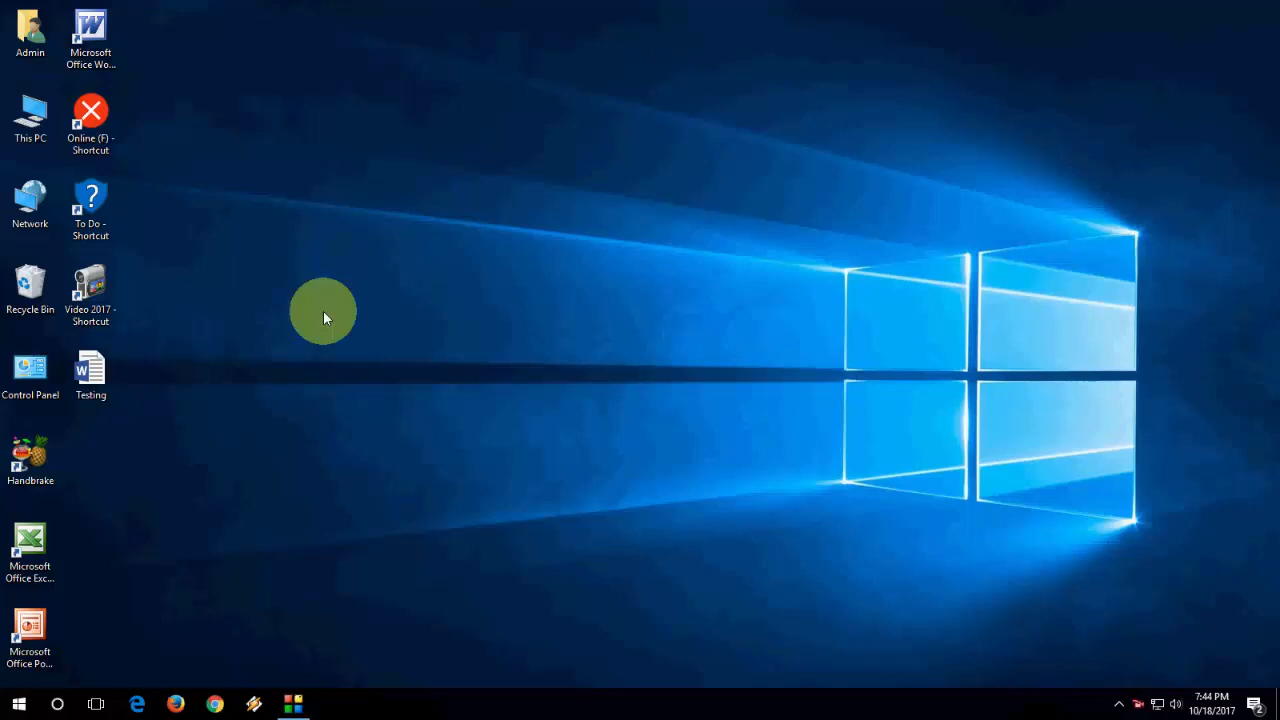 Admin
Microsoft
Office Wo...
This PC
Online (F) -
Shortcut
Network
To Do -
Shortcut
Recycle Bin
Video 2017 -
Shortcut
Control Panel
Testing
Handbrake
Microsoft
Office Exc...
Microsoft
Office Po...
7:44 PM
10/18/2017
2